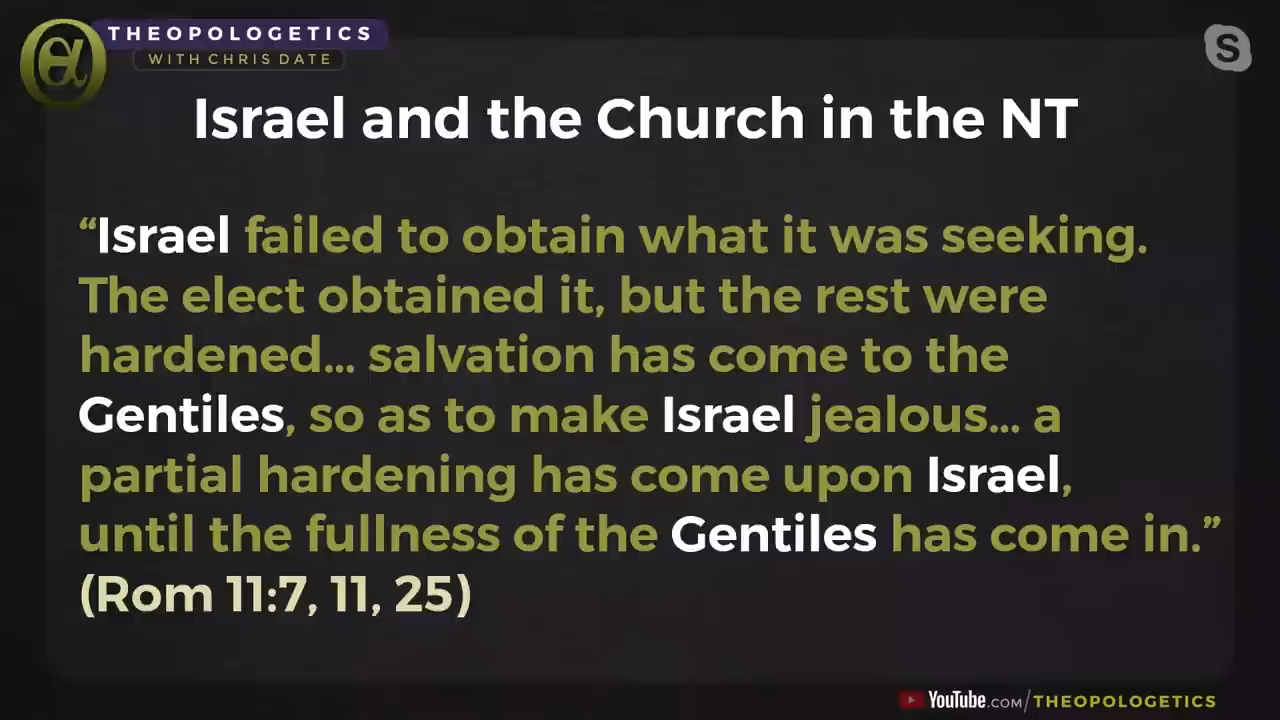 THEOPOLOGETICS
WITH CHRIS DATE
S
Israel and the Church in the NT
“Israel failed to obtain what it was seeking.
The elect obtained it, but the rest were
hardened... salvation has come to the
Gentiles, so as to make Israel jealous... a
partial hardening has come upon Israel,
until the fullness of the Gentiles has come in.”
(Rom 11:7, 11, 25)
YouTube.COM/THEOPOLOGETICS